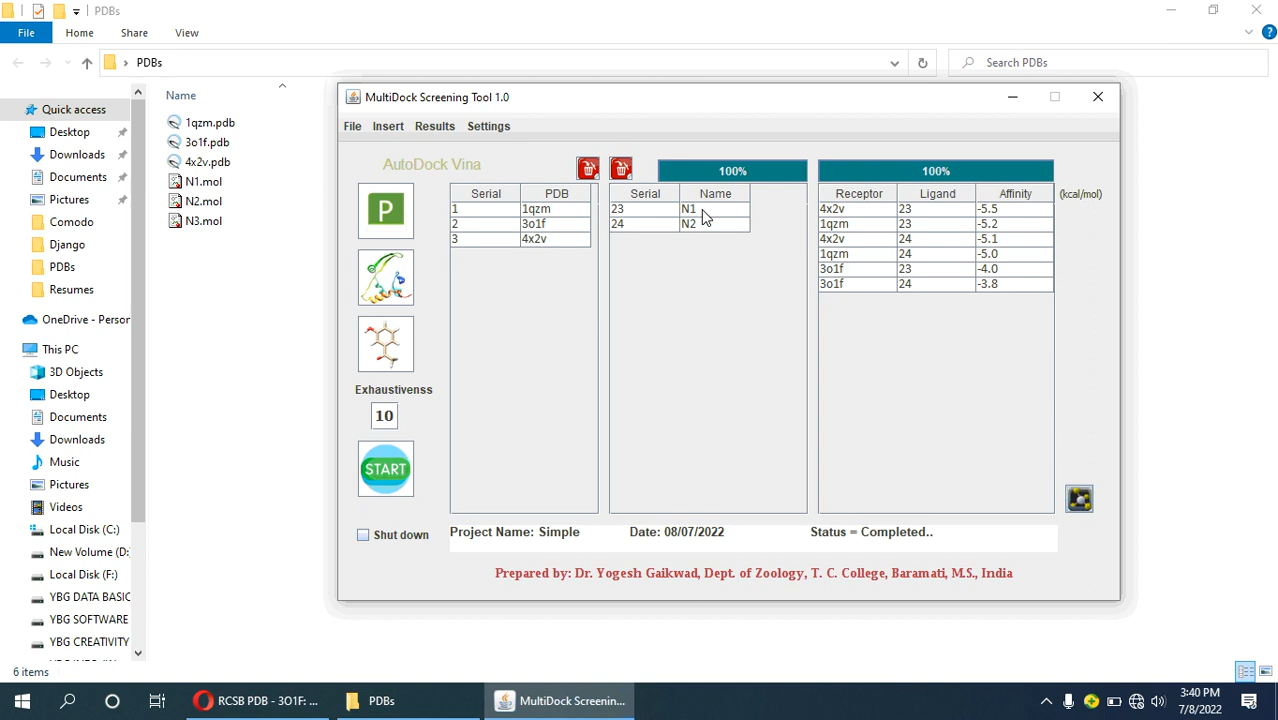 PDBs
File Home Share View
PDBs
Search PDBs
Quick access
Desktop
Downloads
Documents
Pictures
Comodo
Django
PDBs
Resumes
OneDrive - Person
This PC
3D Objects
Desktop
Documents
Downloads
Music
Pictures
Videos
Local Disk (C:)
New Volume (D:
Local Disk (F:)
YBG DATA BASIC
YBG SOFTWARE
YBG CREATIVITY
Name
1qzm.pdb
3o1f.pdb
4x2v.pdb
N1.mol
N2.mol
N3.mol
MultiDock Screening Tool 1.0
File Insert Results Settings
AutoDock Vina
P
Exhaustivenss
10
START
Shut down
Serial PDB
1 1qzm
2 3o1f
3 4x2v
100%
Serial Name
23 N1
24 N2
100%
Receptor Ligand Affinity (kcal/mol)
4x2v 23 -5.5
1qzm 23 -5.2
4x2v 24 -5.1
1qzm 24 -5.0
3o1f 23 -4.0
3o1f 24 -3.8
Project Name: Simple Date: 08/07/2022 Status = Completed..
Prepared by: Dr. Yogesh Gaikwad, Dept. of Zoology, T. C. College, Baramati, M.S., India
6 items
RCSB PDB - 3O1F: ...
PDBs
MultiDock Screenin...
3:40 PM
7/8/2022